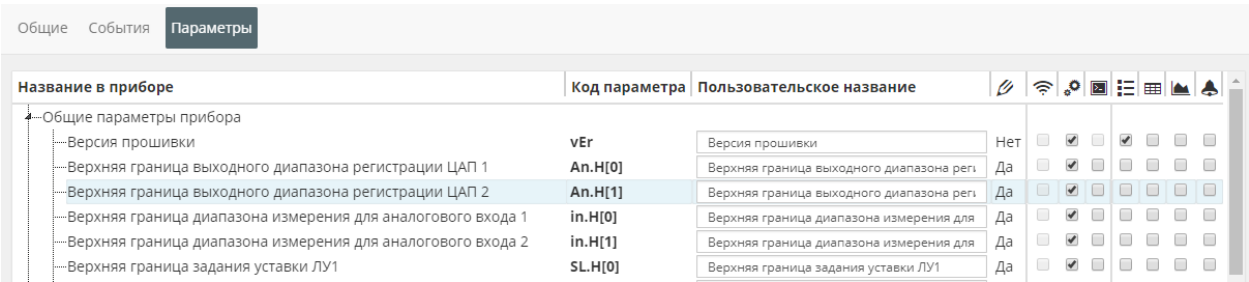 Общие События Параметры
Название в приборе Код параметра Пользовательское название
Общие параметры прибора
Версия прошивки vEr Версия прошивки Нет
Верхняя граница выходного диапазона регистрации ЦАП 1 An.H[0] Верхняя граница выходного диапазона реги Да
Верхняя граница выходного диапазона регистрации ЦАП 2 An.H[1] Верхняя граница выходного диапазона реги Да
Верхняя граница диапазона измерения для аналогового входа 1 in.H[0] Верхняя граница диапазона измерения для Да
Верхняя граница диапазона измерения для аналогового входа 2 in.H[1] Верхняя граница диапазона измерения для Да
Верхняя граница задания уставки ЛУ1 SL.H[0] Верхняя граница задания уставки ЛУ1 Да